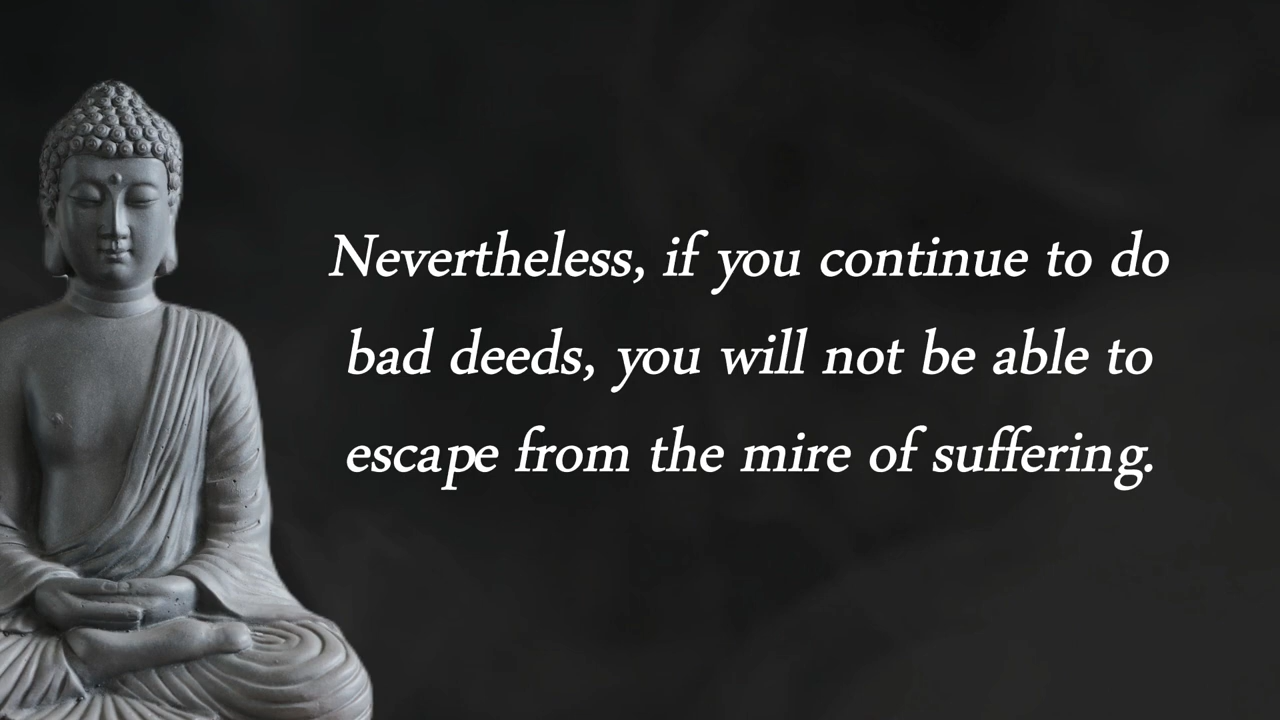 Nevertheless, if you continue to do
bad deeds, you will not be able to
escape from the mire of suffering.